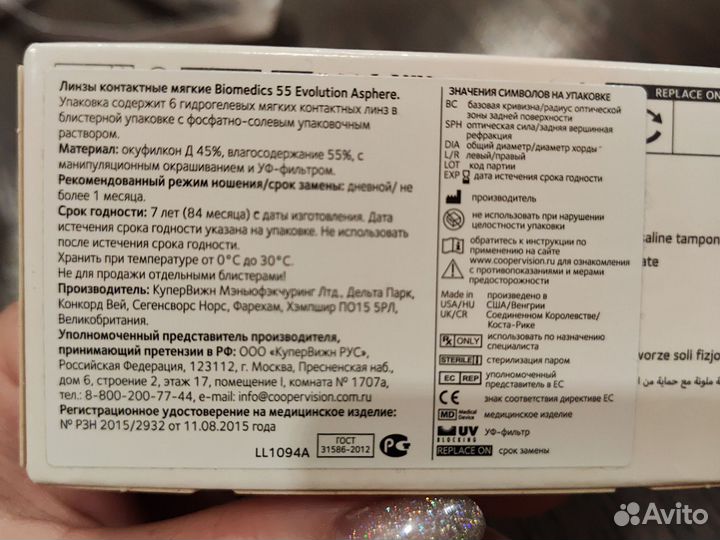 Линзы контактные мягкие Biomedics 55 Evolution Asphere.
Упаковка содержит 6 гидрогелевых мягких контактных линз в
блистерной упаковке с фосфатно-солевым упаковочным
раствором.
Материал: окуфилкон Д 45%, влагосодержание 55%, с
манипуляционным окрашиванием и УФ-фильтром.
Рекомендованный режим ношения/срок замены: дневной/ не
более 1 месяца.
Срок годности: 7 лет (84 месяца) с даты изготовления. Дата
истечения срока годности указана на упаковке. Не использовать
после истечения срока годности.
Хранить при температуре от 0°C до 30°C.
Не для продажи отдельными блистерами!
Производитель: КуперВижн Мэньюфэкчуринг Лтд., Дельта Парк,
Конкорд Вей, Сегенсворс Норс, Фарехам, Хэмпшир ПО15 5РЛ,
Великобритания.
Уполномоченный представитель производителя,
принимающий претензии в РФ: ООО «КуперВижн РУС»,
Российская Федерация, 123112, г. Москва, Пресненская наб.,
дом 6, строение 2, этаж 17, помещение I, комната № 1707а,
тел.: 8-800-200-77-44, e-mail: info@coopervision.com.ru
Регистрационное удостоверение на медицинское изделие:
№ РЗН 2015/2932 от 11.08.2015 года
LL1094A
ГОСТ
31586-2012
ЗНАЧЕНИЯ СИМВОЛОВ НА УПАКОВКЕ
BC базовая кривизна/радиус оптической
зоны задней поверхности
SPH оптическая сила/задняя вершинная
рефракция
DIA общий диаметр/диаметр хорды
L/R левый/правый
LOT код партии
EXP дата истечения срока годности
производитель
не использовать при нарушении
целостности упаковки
обратитесь к инструкции по
применению на сайте
www.coopervision.ru для ознакомления
с противопоказаниями и мерами
предосторожности
Made in произведено в
USA/HU США/Венгрии
UK/CR Соединенном Королевстве/
Коста-Рике
Rx ONLY использовать по назначению
специалиста
STERILE стерилизация паром
EC REP уполномоченный
представитель в ЕС
CE знак соответствия директиве ЕС
MD Medical Device медицинское изделие
UV BLOCKING УФ-фильтр
REPLACE ON срок замены
REPLACE ON
saline tampon
ate
worze soli fizjo
Avito